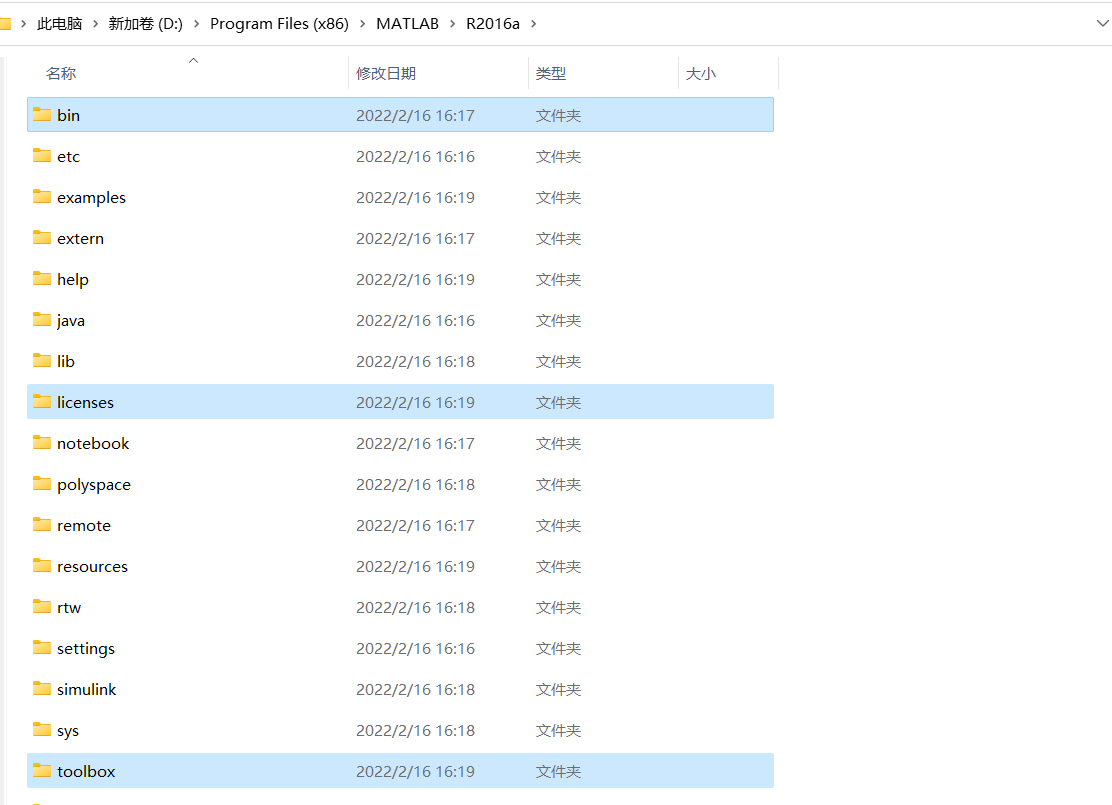 此电脑 > 新加卷 (D:) > Program Files (x86) > MATLAB > R2016a >
名称 修改日期 类型 大小
bin 2022/2/16 16:17 文件夹
etc 2022/2/16 16:16 文件夹
examples 2022/2/16 16:19 文件夹
extern 2022/2/16 16:17 文件夹
help 2022/2/16 16:19 文件夹
java 2022/2/16 16:16 文件夹
lib 2022/2/16 16:18 文件夹
licenses 2022/2/16 16:19 文件夹
notebook 2022/2/16 16:17 文件夹
polyspace 2022/2/16 16:18 文件夹
remote 2022/2/16 16:17 文件夹
resources 2022/2/16 16:19 文件夹
rtw 2022/2/16 16:18 文件夹
settings 2022/2/16 16:16 文件夹
simulink 2022/2/16 16:18 文件夹
sys 2022/2/16 16:18 文件夹
toolbox 2022/2/16 16:19 文件夹